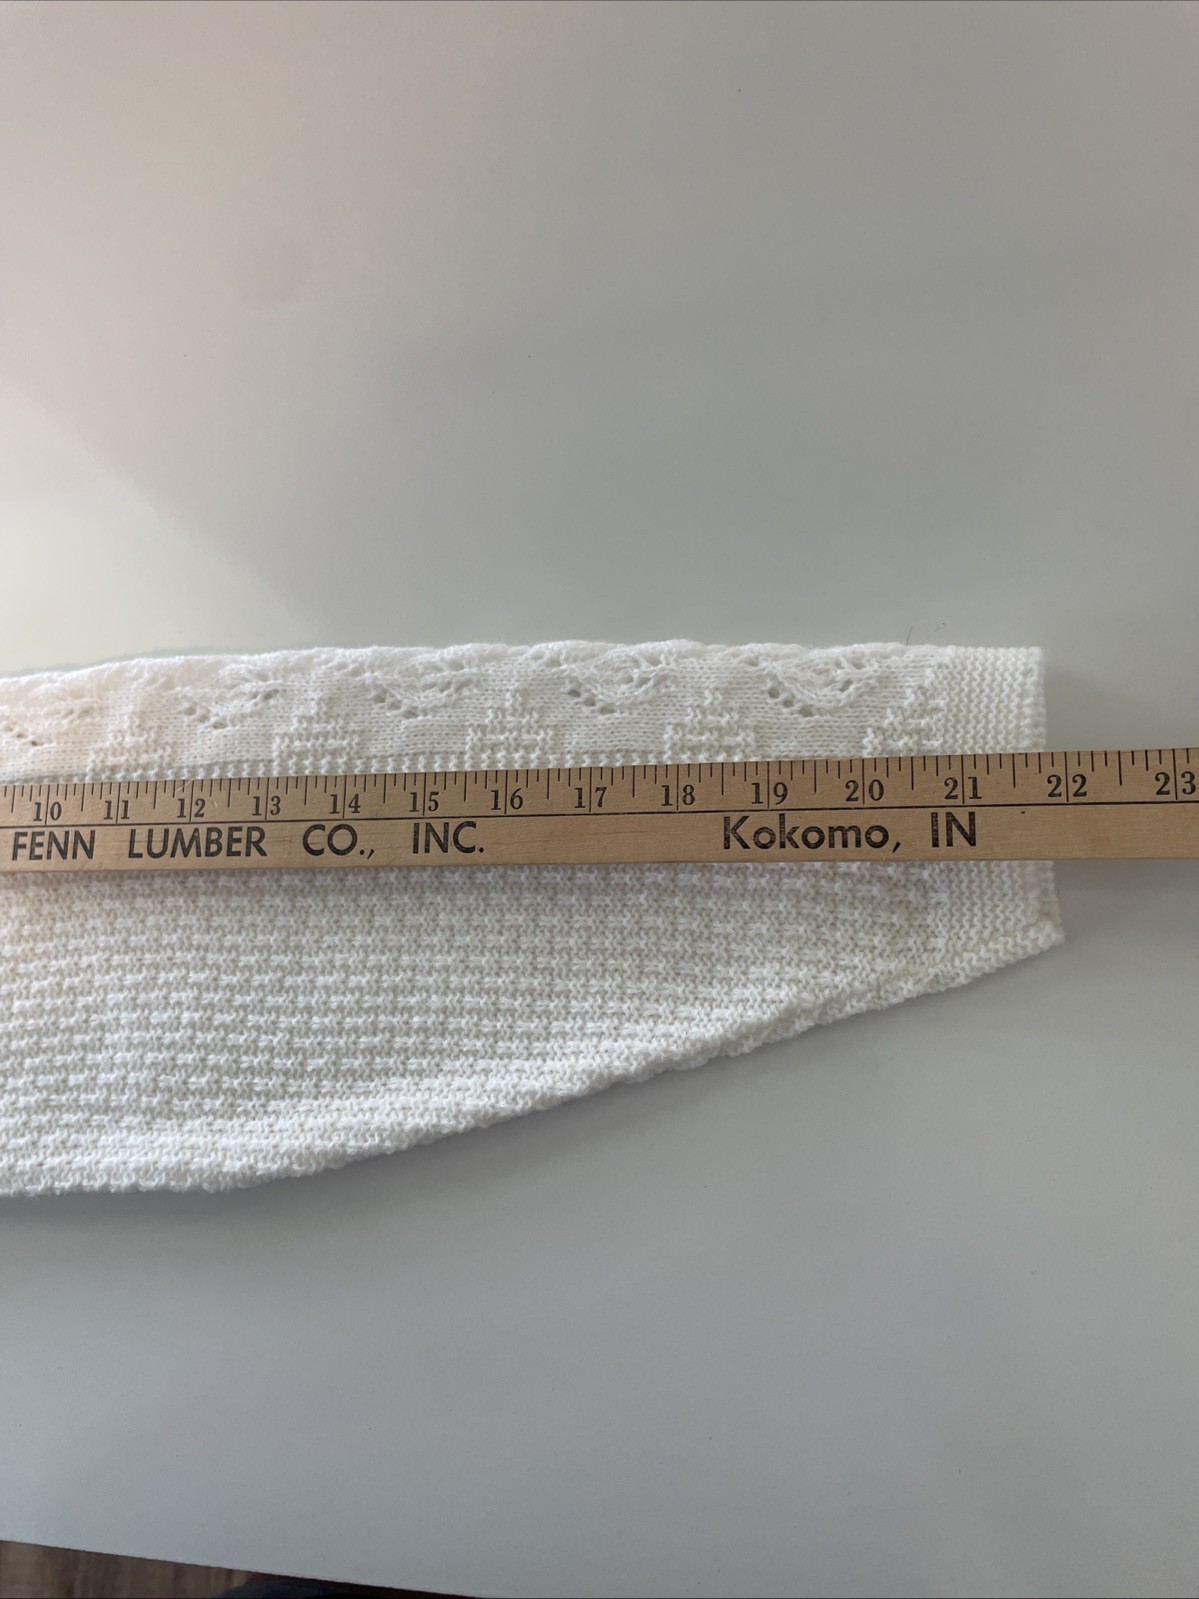 10 11 12 13 14 15 16 17 18 19 20 21 22 23
FENN LUMBER CO., INC. Kokomo, IN